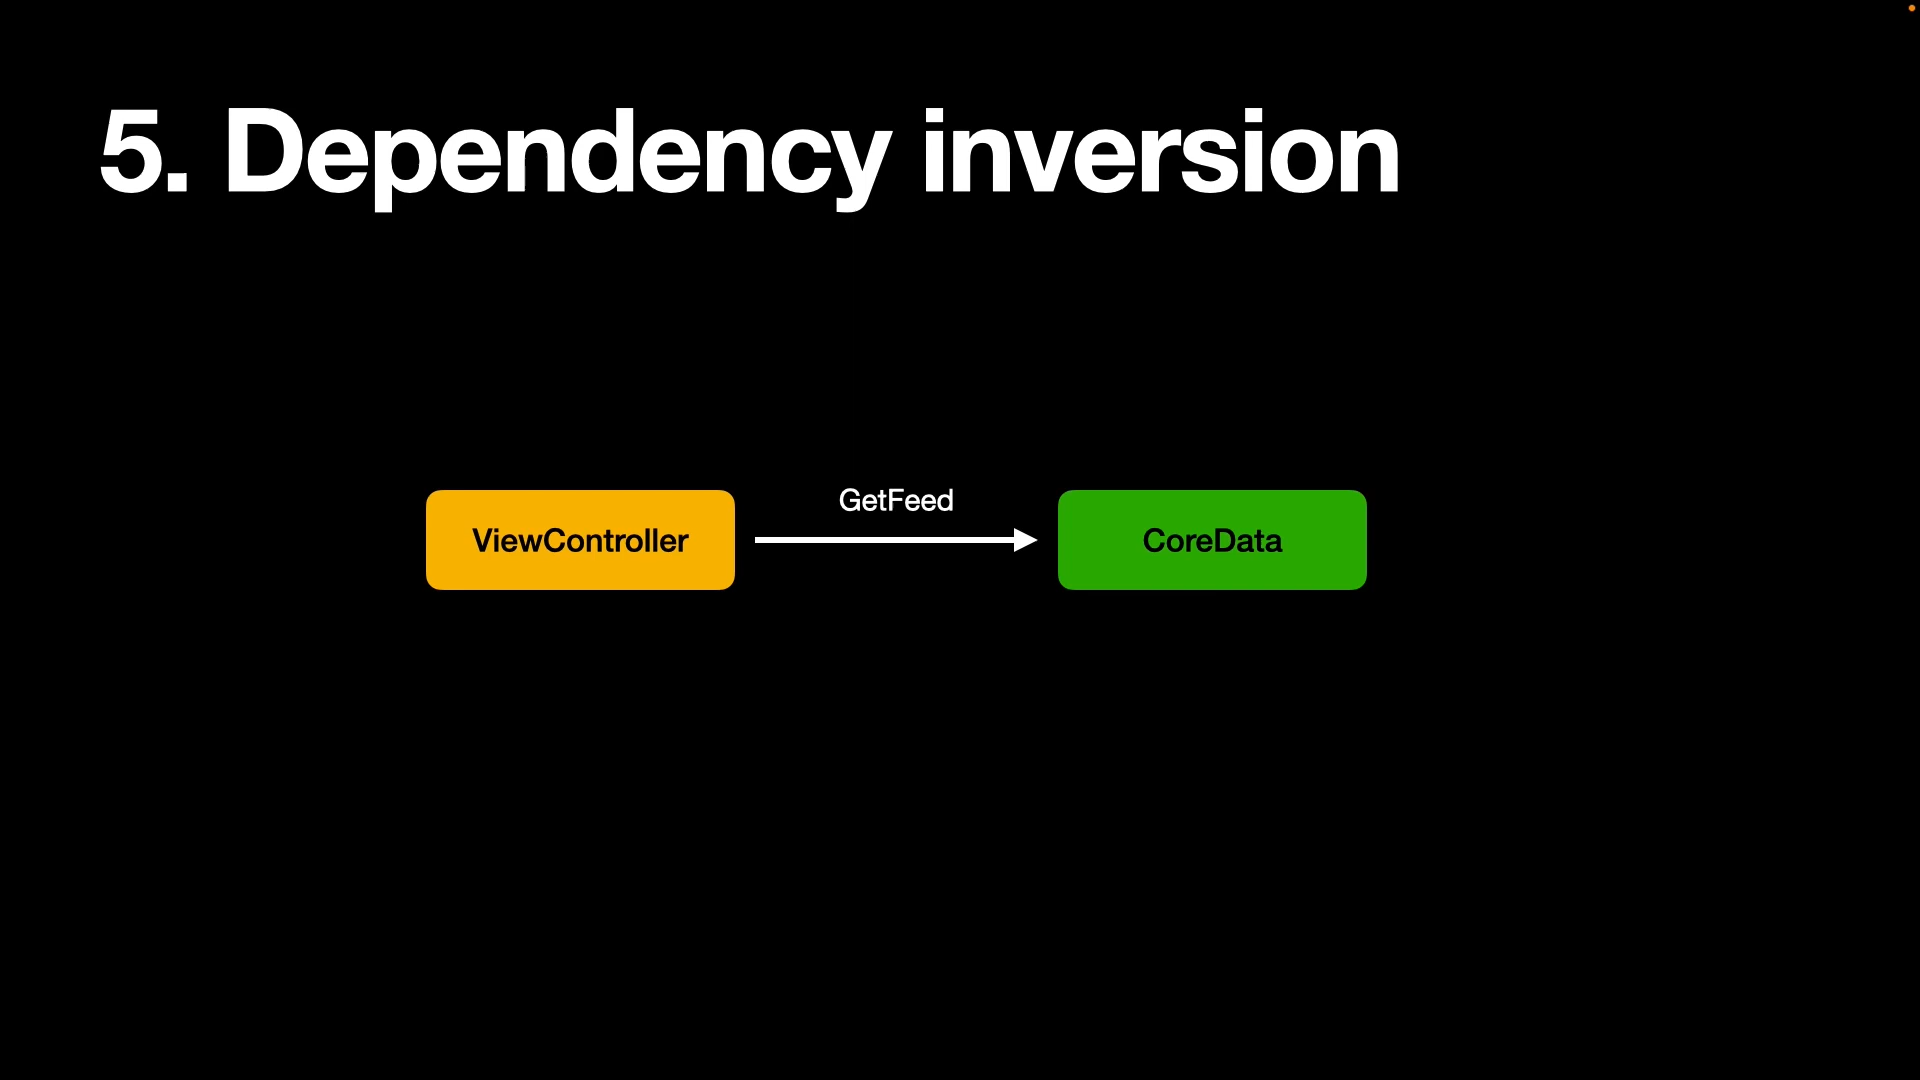 5. Dependency inversion
GetFeed
ViewController
CoreData